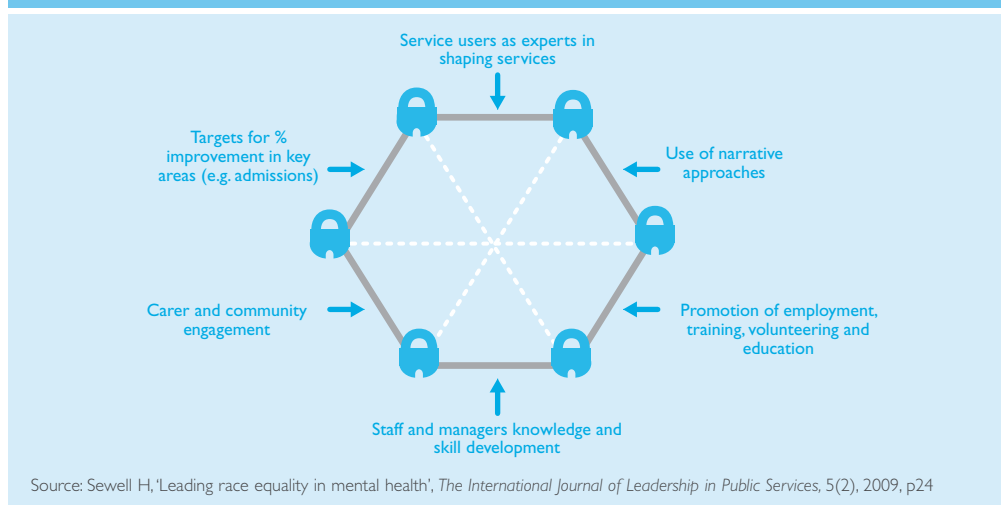 Service users as experts in
shaping services
Targets for %
improvement in key
areas (e.g. admissions)
Use of narrative
approaches
Carer and community
engagement
Promotion of employment,
training, volunteering and
education
Staff and managers knowledge and
skill development
Source: Sewell H, ‘Leading race equality in mental health’, The International Journal of Leadership in Public Services, 5(2), 2009, p24